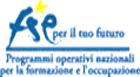 fse per il tuo futuro
Programmi operativi nazionali
per la formazione e l'occupazione